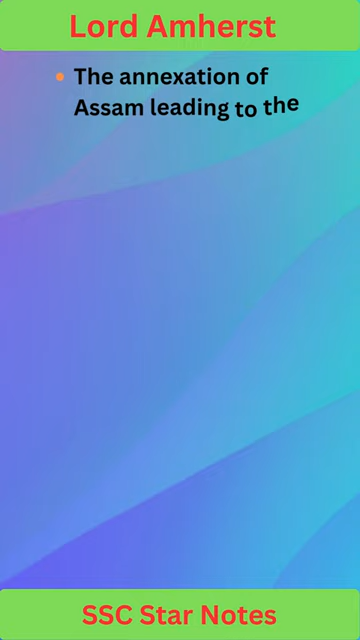 Lord Amherst
The annexation of
Assam leading to the
SSC Star Notes